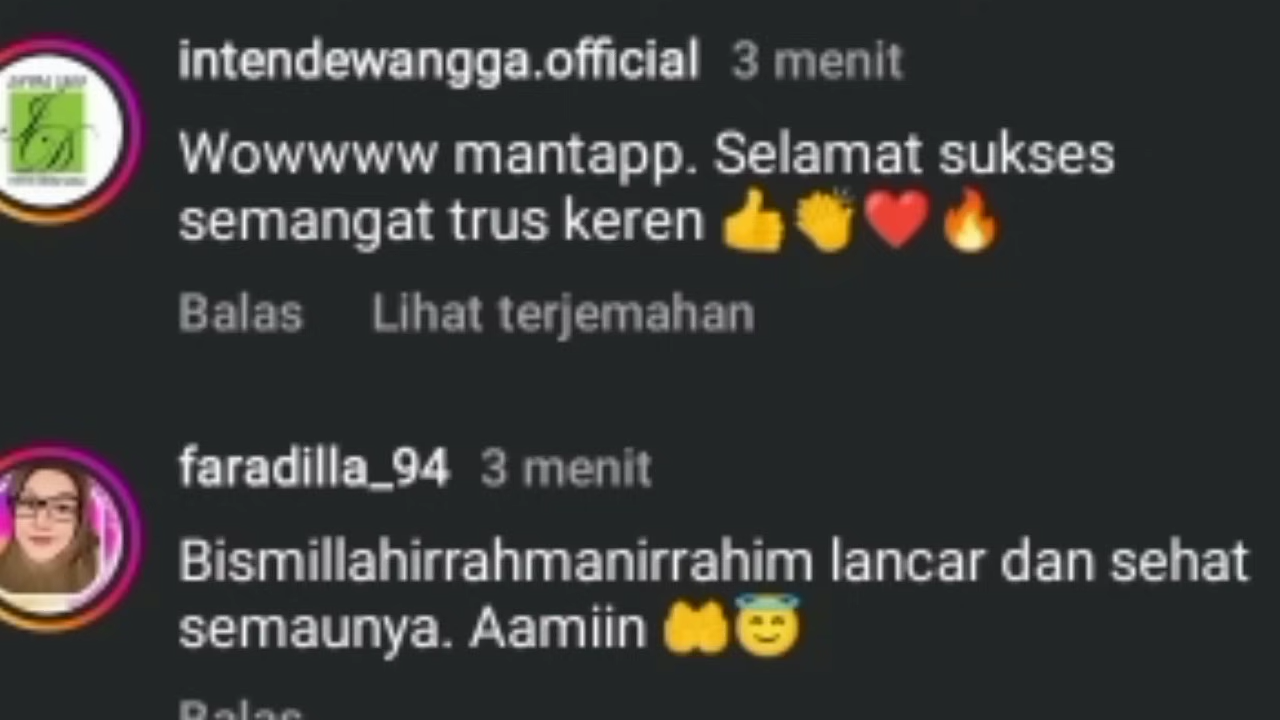 intendewangga.official 3 menit
Wowwww mantapp. Selamat sukses
semangat trus keren 👍👏❤️🔥
Balas Lihat terjemahan
faradilla_94 3 menit
Bismillahirrahmanirrahim lancar dan sehat
semaunya. Aamiin 🤲😇
Balas